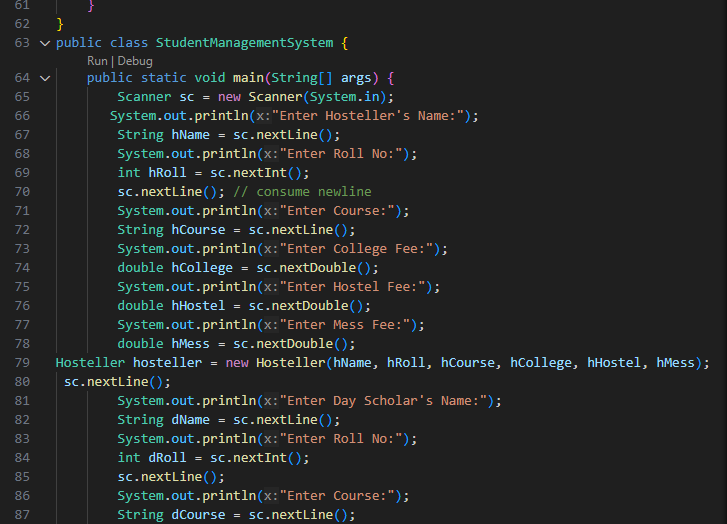 61 }
62 }
63 public class StudentManagementSystem {
Run | Debug
64 public static void main(String[] args) {
65 Scanner sc = new Scanner(System.in);
66 System.out.println(x:"Enter Hosteller's Name:");
67 String hName = sc.nextLine();
68 System.out.println(x:"Enter Roll No:");
69 int hRoll = sc.nextInt();
70 sc.nextLine(); // consume newline
71 System.out.println(x:"Enter Course:");
72 String hCourse = sc.nextLine();
73 System.out.println(x:"Enter College Fee:");
74 double hCollege = sc.nextDouble();
75 System.out.println(x:"Enter Hostel Fee:");
76 double hHostel = sc.nextDouble();
77 System.out.println(x:"Enter Mess Fee:");
78 double hMess = sc.nextDouble();
79 Hosteller hosteller = new Hosteller(hName, hRoll, hCourse, hCollege, hHostel, hMess);
80 sc.nextLine();
81 System.out.println(x:"Enter Day Scholar's Name:");
82 String dName = sc.nextLine();
83 System.out.println(x:"Enter Roll No:");
84 int dRoll = sc.nextInt();
85 sc.nextLine();
86 System.out.println(x:"Enter Course:");
87 String dCourse = sc.nextLine();